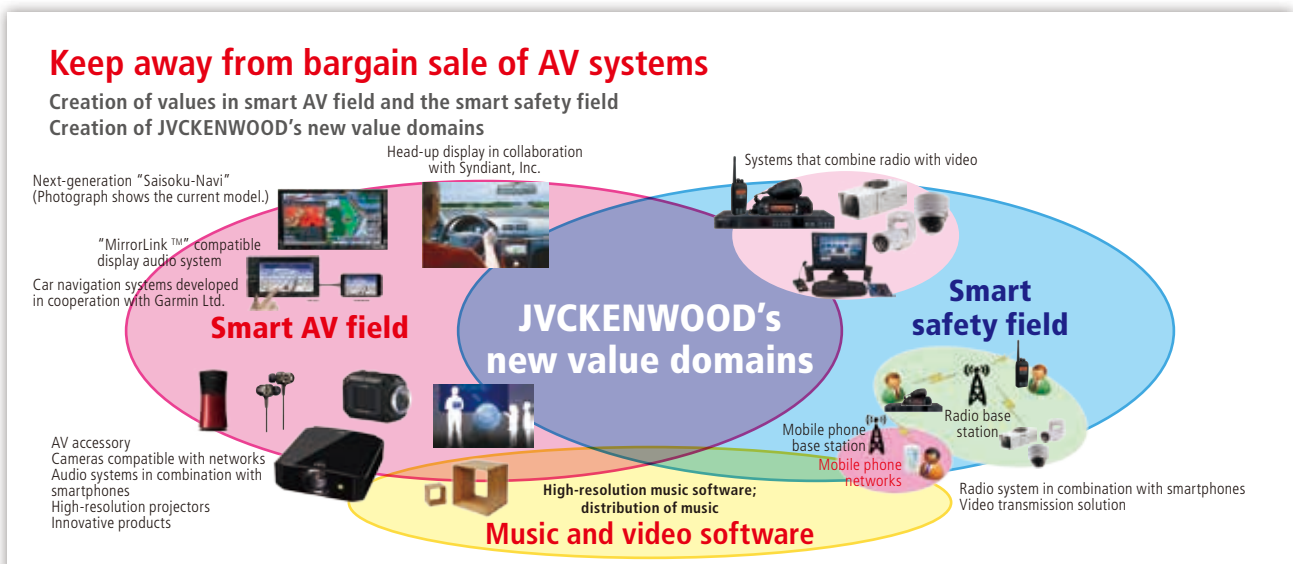 Keep away from bargain sale of AV systems
Creation of values in smart AV field and the smart safety field
Creation of JVCKENWOOD's new value domains
Head-up display in collaboration
with Syndiant, Inc.
Systems that combine radio with video
Next-generation “Saisoku-Navi”
(Photograph shows the current model.)
“MirrorLink ™” compatible
display audio system
Car navigation systems developed
in cooperation with Garmin Ltd.
Smart AV field
JVCKENWOOD's
new value domains
Smart
safety field
AV accessory
Cameras compatible with networks
Audio systems in combination with
smartphones
High-resolution projectors
Innovative products
High-resolution music software;
distribution of music
Music and video software
Mobile phone
base station
Mobile phone
networks
Radio base
station
Radio system in combination with smartphones
Video transmission solution